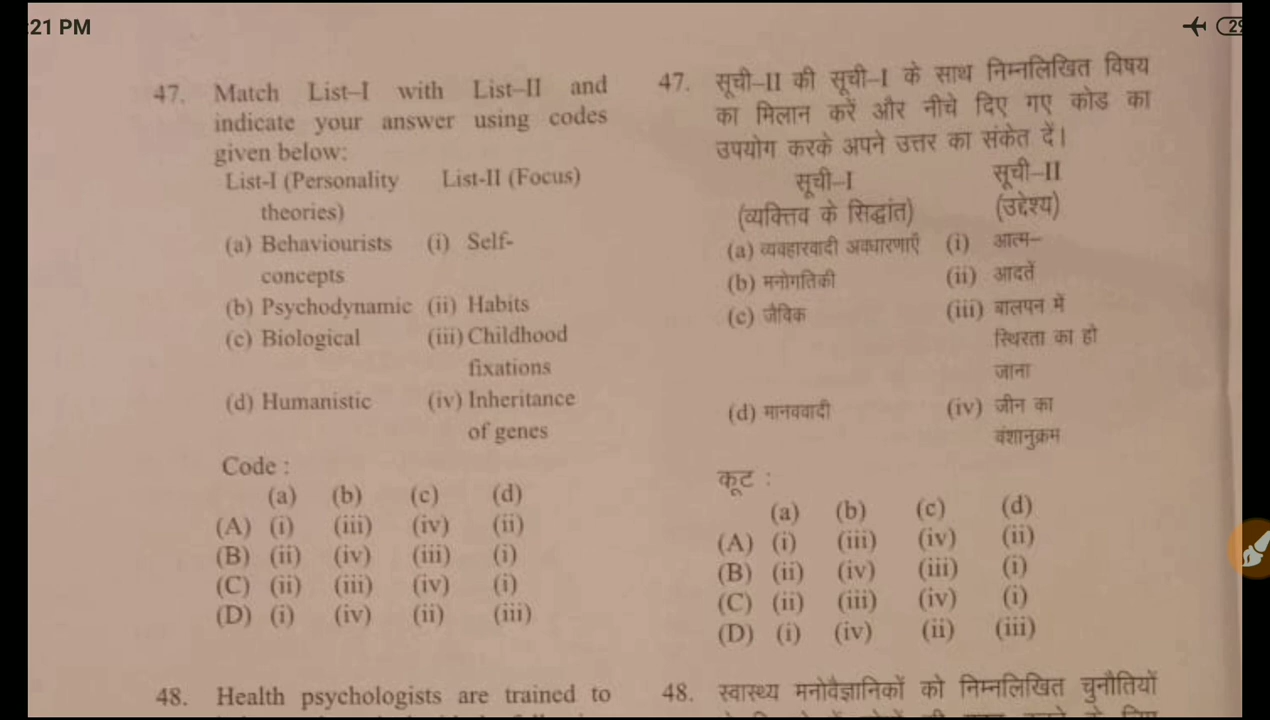 :21 PM
29
47. Match List–I with List–II and
indicate your answer using codes
given below:
List-I (Personality List-II (Focus)
theories)
(a) Behaviourists (i) Self-
concepts
(b) Psychodynamic (ii) Habits
(c) Biological (iii) Childhood
fixations
(d) Humanistic (iv) Inheritance
of genes
Code :
(a) (b) (c) (d)
(A) (i) (iii) (iv) (ii)
(B) (ii) (iv) (iii) (i)
(C) (ii) (iii) (iv) (i)
(D) (i) (iv) (ii) (iii)
48. Health psychologists are trained to
47. सूची–II की सूची–I के साथ निम्नलिखित विषय
का मिलान करें और नीचे दिए गए कोड का
उपयोग करके अपने उत्तर का संकेत दें।
सूची–I सूची–II
(व्यक्तिव के सिद्धांत) (उद्देश्य)
(a) व्यवहारवादी अवधारणाएँ (i) आत्म–
(b) मनोगतिकी (ii) आदतें
(c) जैविक (iii) बालपन में
स्थिरता का हो
जाना
(d) मानववादी (iv) जीन का
वंशानुक्रम
कूट :
(a) (b) (c) (d)
(A) (i) (iii) (iv) (ii)
(B) (ii) (iv) (iii) (i)
(C) (ii) (iii) (iv) (i)
(D) (i) (iv) (ii) (iii)
48. स्वास्थ्य मनोवैज्ञानिकों को निम्नलिखित चुनौतियों